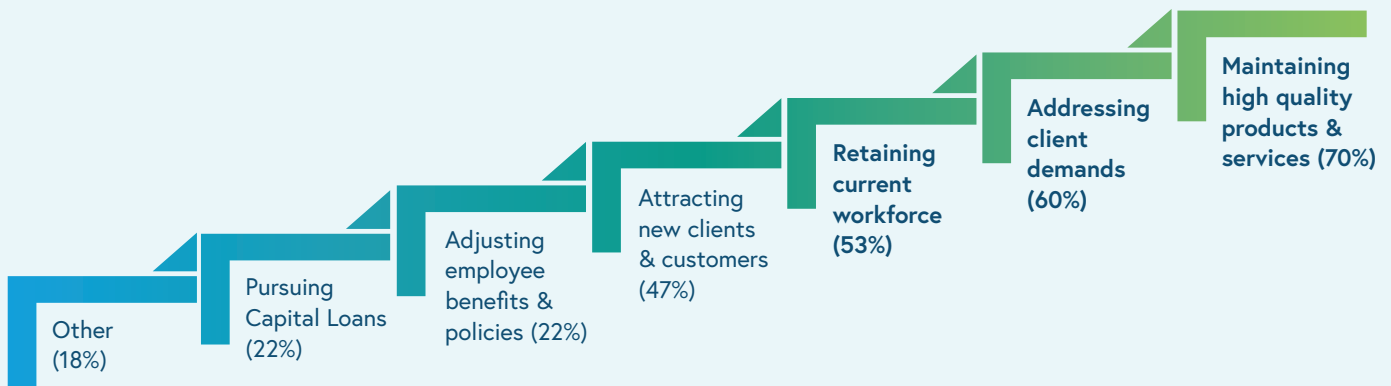 Other
(18%)
Pursuing
Capital Loans
(22%)
Adjusting
employee
benefits &
policies (22%)
Attracting
new clients
& customers
(47%)
Retaining
current
workforce
(53%)
Addressing
client
demands
(60%)
Maintaining
high quality
products &
services (70%)